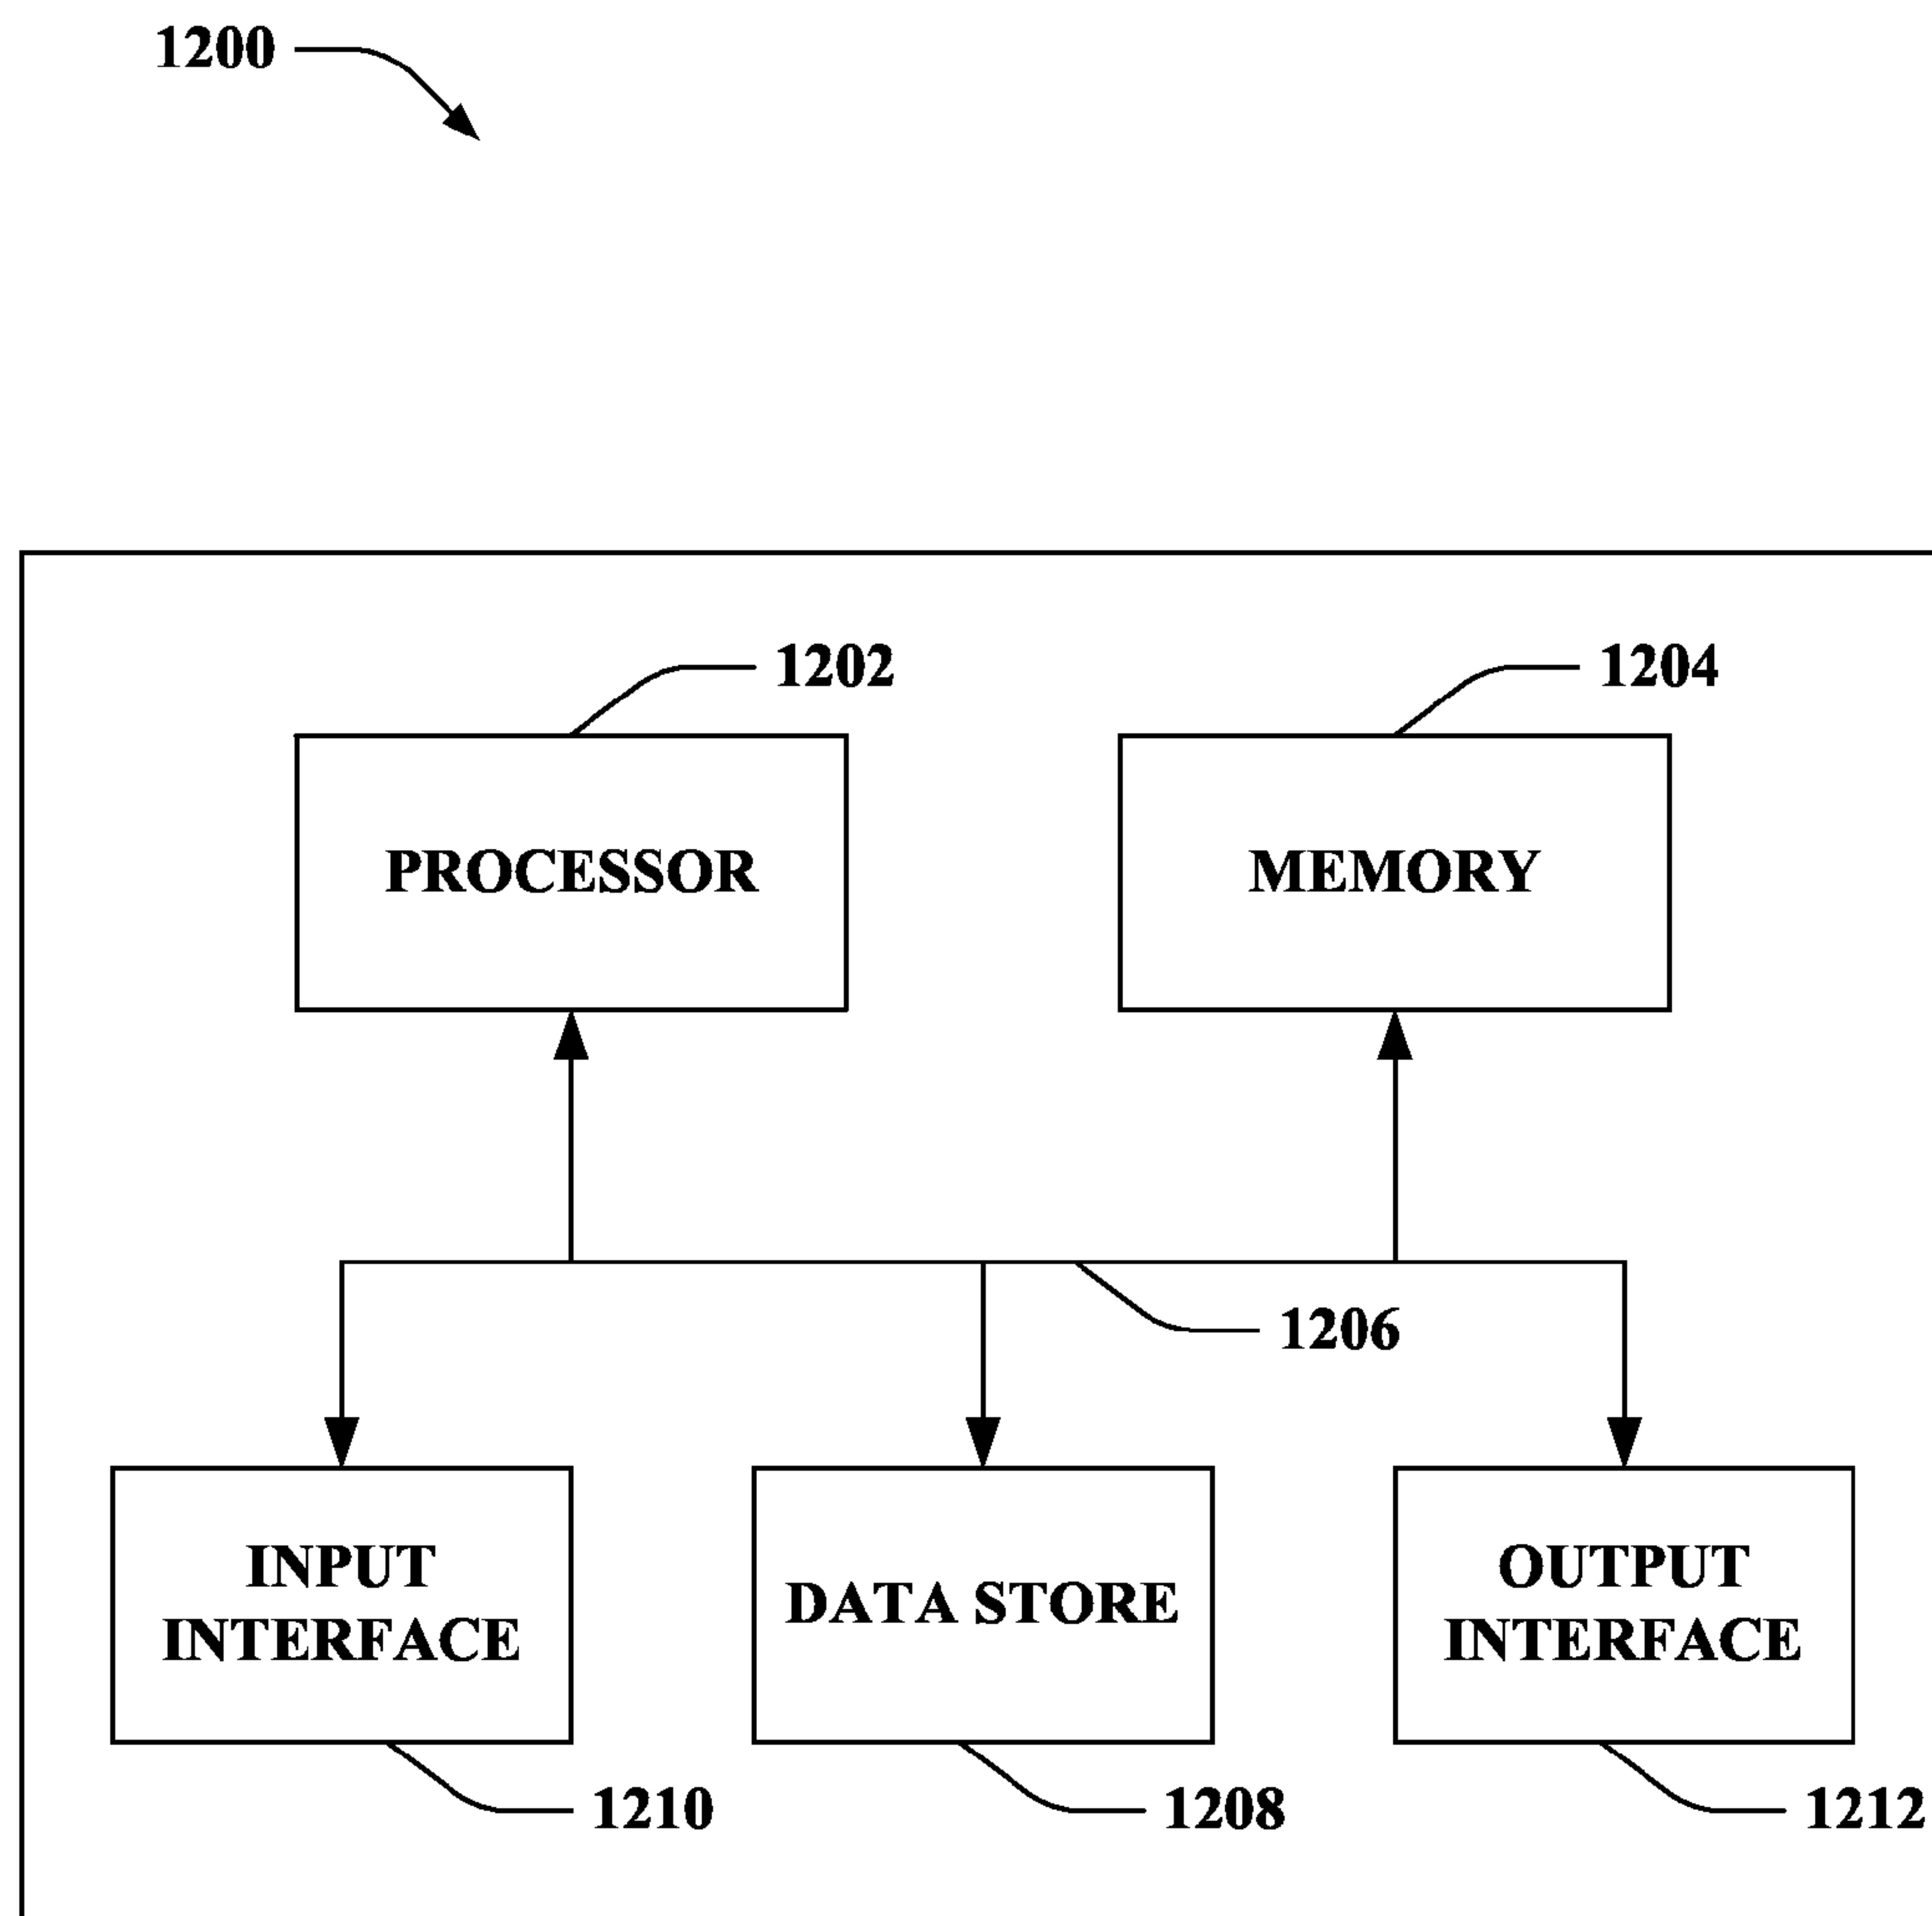 1200
1202
1204
PROCESSOR
MEMORY
1206
INPUT
INTERFACE
DATA STORE
OUTPUT
INTERFACE
1210
1208
1212